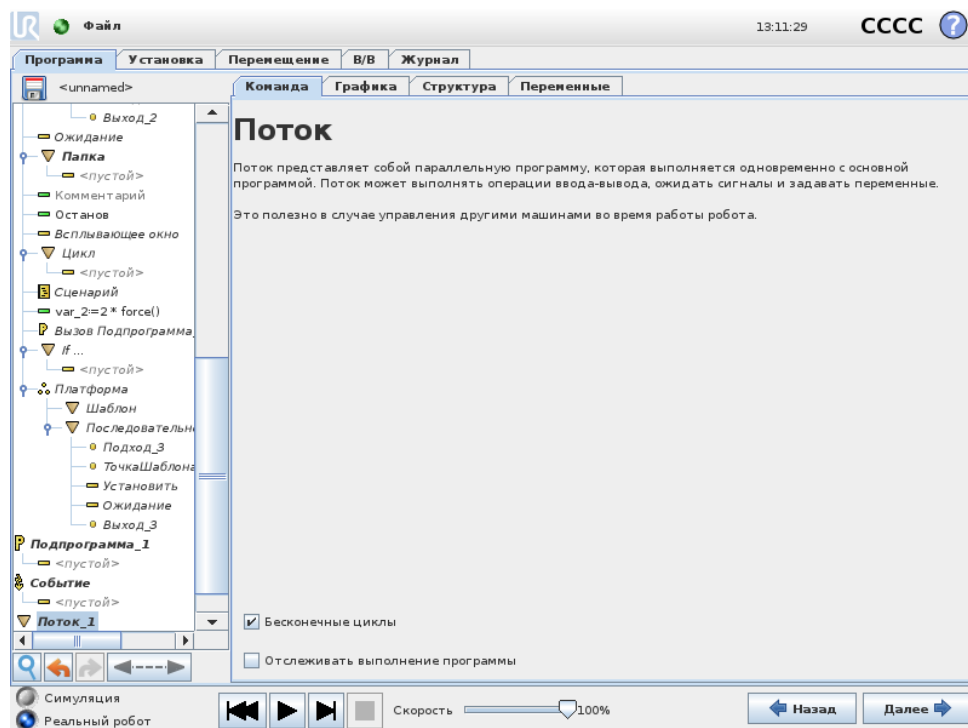 UR Файл 13:11:29 CCCC ?
Программа Установка Перемещение В/В Журнал
<unnamed> Команда Графика Структура Переменные
Выход_2
Ожидание
Папка
<пустой>
Комментарий
Останов
Всплывающее окно
Цикл
<пустой>
Сценарий
var_2:=2 * force()
Вызов Подпрограмма_
If ...
<пустой>
Платформа
Шаблон
Последовательн
Подход_3
ТочкаШаблона
Установить
Ожидание
Выход_3
Подпрограмма_1
<пустой>
Событие
<пустой>
Поток_1
Поток
Поток представляет собой параллельную программу, которая выполняется одновременно с основной
программой. Поток может выполнять операции ввода-вывода, ожидать сигналы и задавать переменные.
Это полезно в случае управления другими машинами во время работы робота.
Бесконечные циклы
Отслеживать выполнение программы
Симуляция
Реальный робот
Скорость 100% Назад Далее